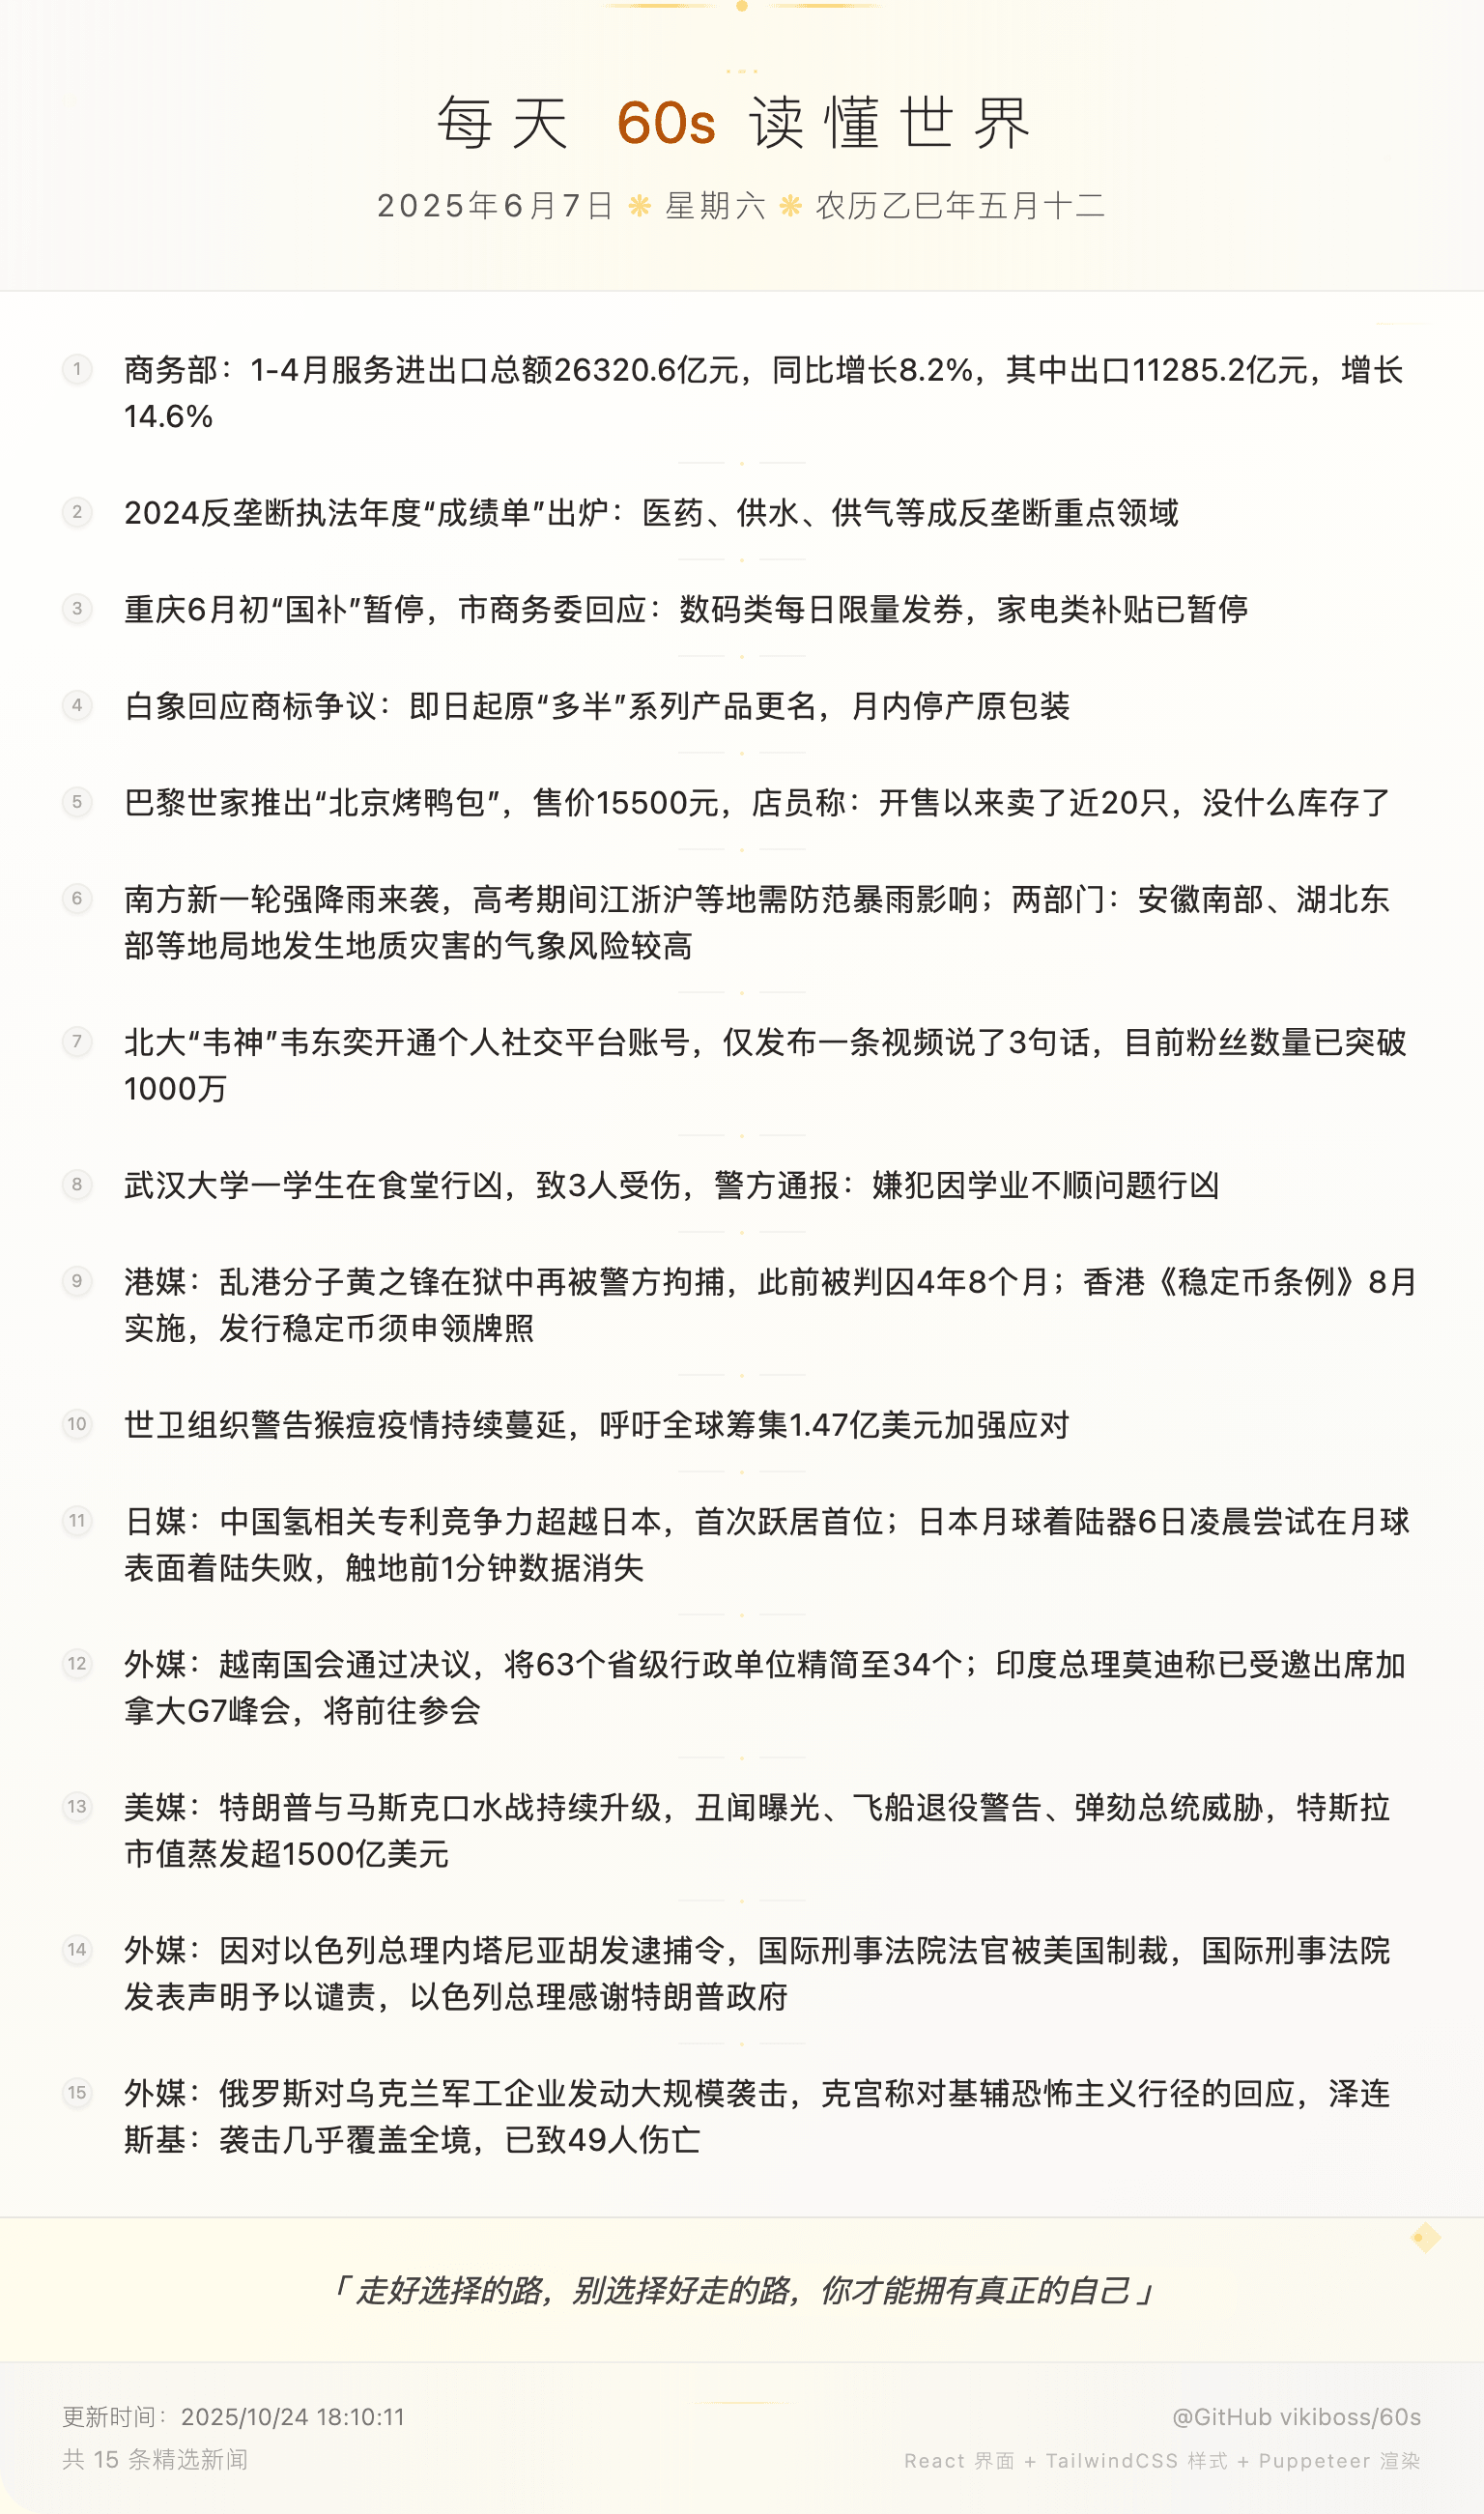 每天 60s 读懂世界
2025年6月7日 ❋ 星期六 ❋ 农历乙巳年五月十二
1 商务部：1-4月服务进出口总额26320.6亿元，同比增长8.2%，其中出口11285.2亿元，增长
14.6%
2 2024反垄断执法年度“成绩单”出炉：医药、供水、供气等成反垄断重点领域
3 重庆6月初“国补”暂停，市商务委回应：数码类每日限量发券，家电类补贴已暂停
4 白象回应商标争议：即日起原“多半”系列产品更名，月内停产原包装
5 巴黎世家推出“北京烤鸭包”，售价15500元，店员称：开售以来卖了近20只，没什么库存了
6 南方新一轮强降雨来袭，高考期间江浙沪等地需防范暴雨影响；两部门：安徽南部、湖北东
部等地局地发生地质灾害的气象风险较高
7 北大“韦神”韦东奕开通个人社交平台账号，仅发布一条视频说了3句话，目前粉丝数量已突破
1000万
8 武汉大学一学生在食堂行凶，致3人受伤，警方通报：嫌犯因学业不顺问题行凶
9 港媒：乱港分子黄之锋在狱中再被警方拘捕，此前被判囚4年8个月；香港《稳定币条例》8月
实施，发行稳定币须申领牌照
10 世卫组织警告猴痘疫情持续蔓延，呼吁全球筹集1.47亿美元加强应对
11 日媒：中国氢相关专利竞争力超越日本，首次跃居首位；日本月球着陆器6日凌晨尝试在月球
表面着陆失败，触地前1分钟数据消失
12 外媒：越南国会通过决议，将63个省级行政单位精简至34个；印度总理莫迪称已受邀出席加
拿大G7峰会，将前往参会
13 美媒：特朗普与马斯克口水战持续升级，丑闻曝光、飞船退役警告、弹劾总统威胁，特斯拉
市值蒸发超1500亿美元
14 外媒：因对以色列总理内塔尼亚胡发逮捕令，国际刑事法院法官被美国制裁，国际刑事法院
发表声明予以谴责，以色列总理感谢特朗普政府
15 外媒：俄罗斯对乌克兰军工企业发动大规模袭击，克宫称对基辅恐怖主义行径的回应，泽连
斯基：袭击几乎覆盖全境，已致49人伤亡
「 走好选择的路，别选择好走的路，你才能拥有真正的自己 」
更新时间：2025/10/24 18:10:11
@GitHub vikiboss/60s
共 15 条精选新闻
React 界面 + TailwindCSS 样式 + Puppeteer 渲染